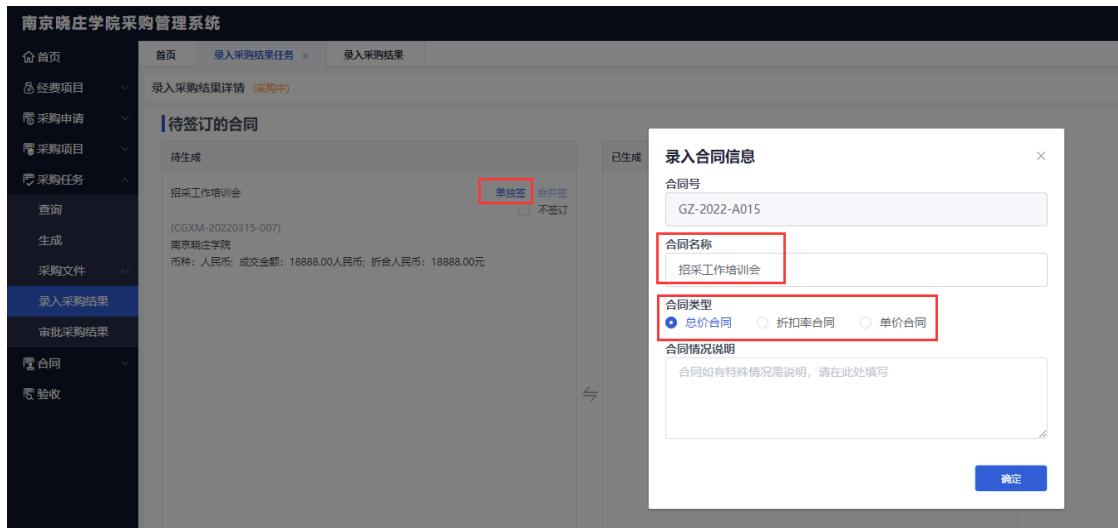 南京晓庄学院采购管理系统
首页
经费项目
采购申请
采购项目
采购任务
查询
生成
采购文件
录入采购结果
审批采购结果
合同
验收
首页 录入采购结果任务 × 录入采购结果
录入采购结果详情 (采购中)
待签订的合同
待生成
招采工作培训会 单独签 合并签
不签订
(CGXM-20220315-007)
南京晓庄学院
币种：人民币；成交金额：18888.00人民币；折合人民币：18888.00元
已生成
录入合同信息 ×
合同号
GZ-2022-A015
合同名称
招采工作培训会
合同类型
总价合同 折扣率合同 单价合同
合同情况说明
合同如有特殊情况需说明，请在此处填写
确定